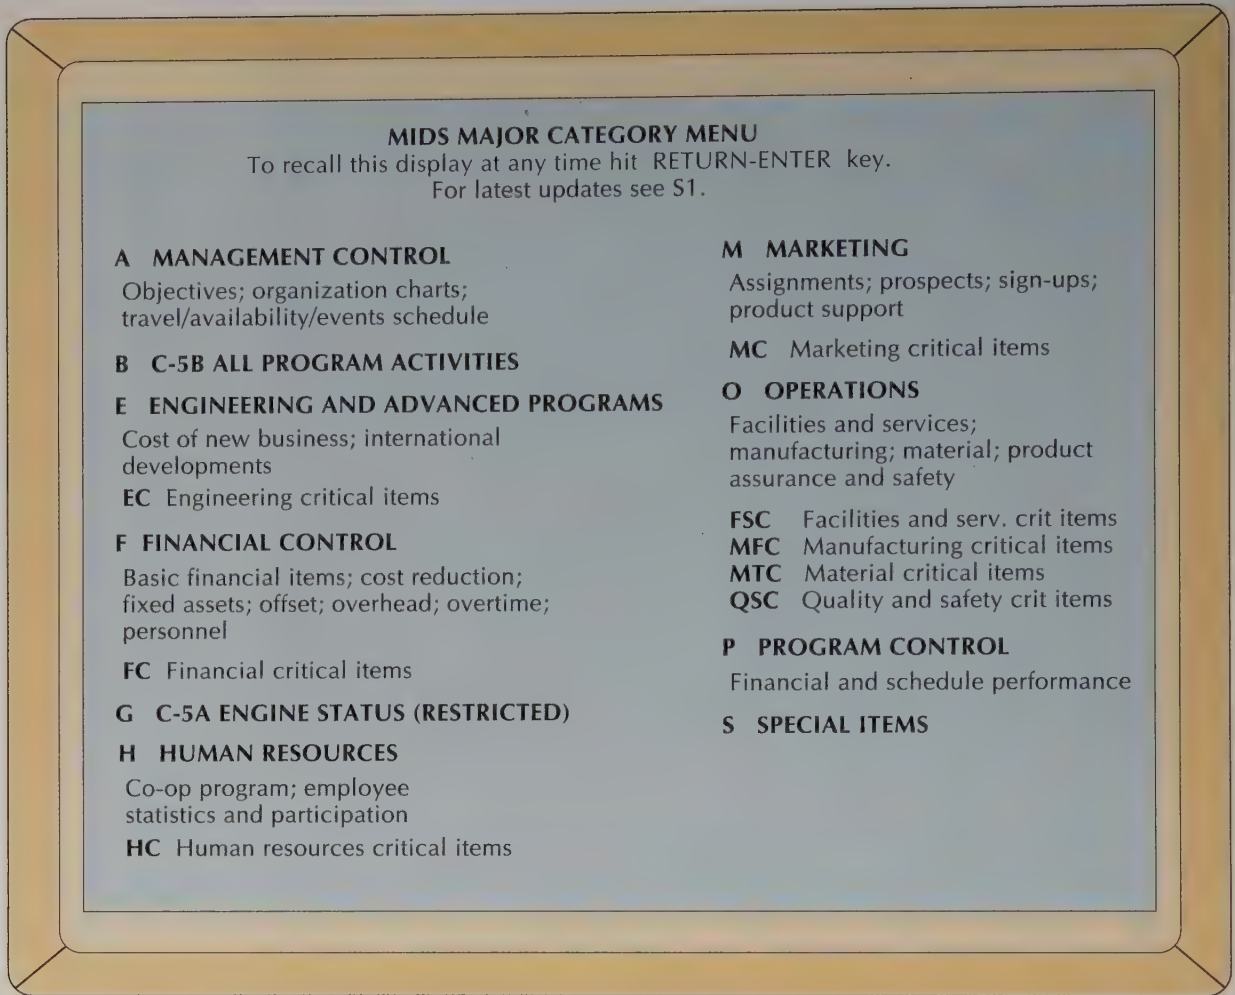 MIDS MAJOR CATEGORY MENU
To recall this display at any time hit RETURN-ENTER key.
For latest updates see S1.
A MANAGEMENT CONTROL
Objectives; organization charts;
travel/availability/events schedule
B C-5B ALL PROGRAM ACTIVITIES
E ENGINEERING AND ADVANCED PROGRAMS
Cost of new business; international
developments
EC Engineering critical items
F FINANCIAL CONTROL
Basic financial items; cost reduction;
fixed assets; offset; overhead; overtime;
personnel
FC Financial critical items
G C-5A ENGINE STATUS (RESTRICTED)
H HUMAN RESOURCES
Co-op program; employee
statistics and participation
HC Human resources critical items
M MARKETING
Assignments; prospects; sign-ups;
product support
MC Marketing critical items
O OPERATIONS
Facilities and services;
manufacturing; material; product
assurance and safety
FSC Facilities and serv. crit items
MFC Manufacturing critical items
MTC Material critical items
QSC Quality and safety crit items
P PROGRAM CONTROL
Financial and schedule performance
S SPECIAL ITEMS